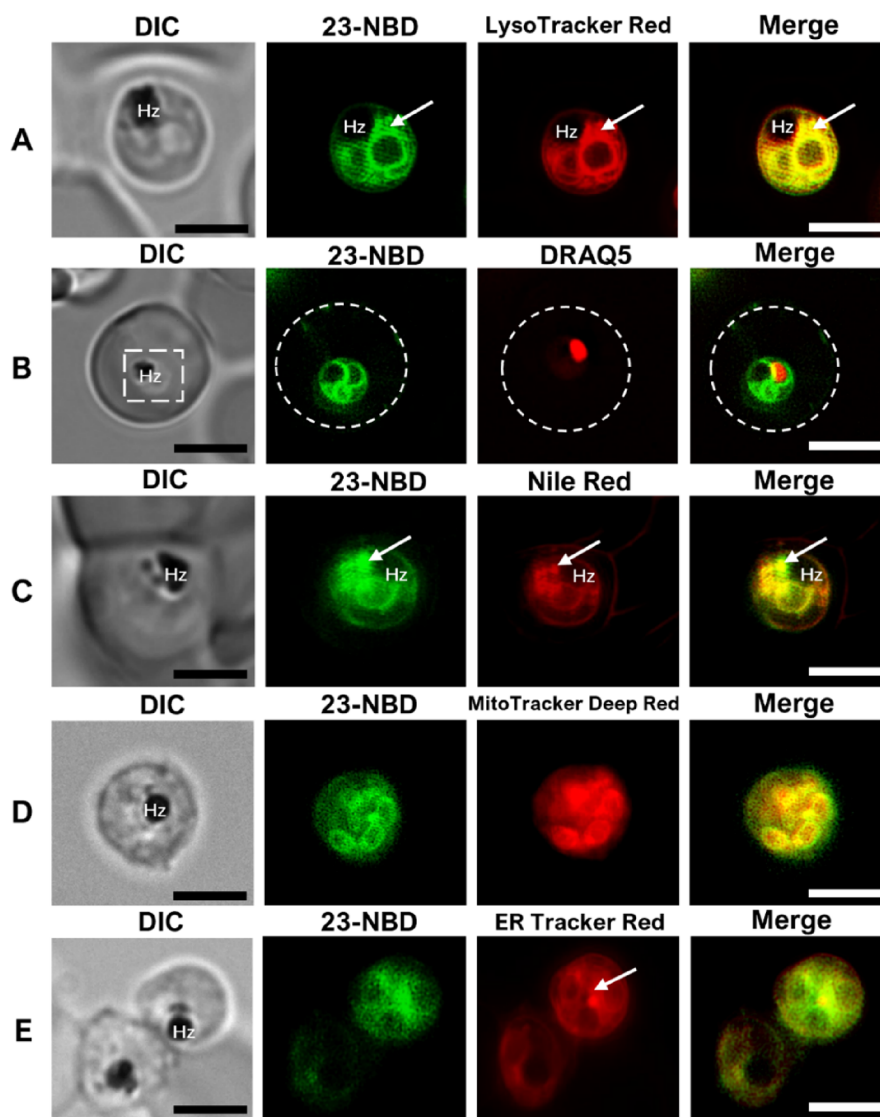 DIC 23-NBD LysoTracker Red Merge
A Hz Hz Hz Hz
DIC 23-NBD DRAQ5 Merge
B Hz
DIC 23-NBD Nile Red Merge
C Hz Hz Hz Hz
DIC 23-NBD MitoTracker Deep Red Merge
D Hz
DIC 23-NBD ER Tracker Red Merge
E Hz